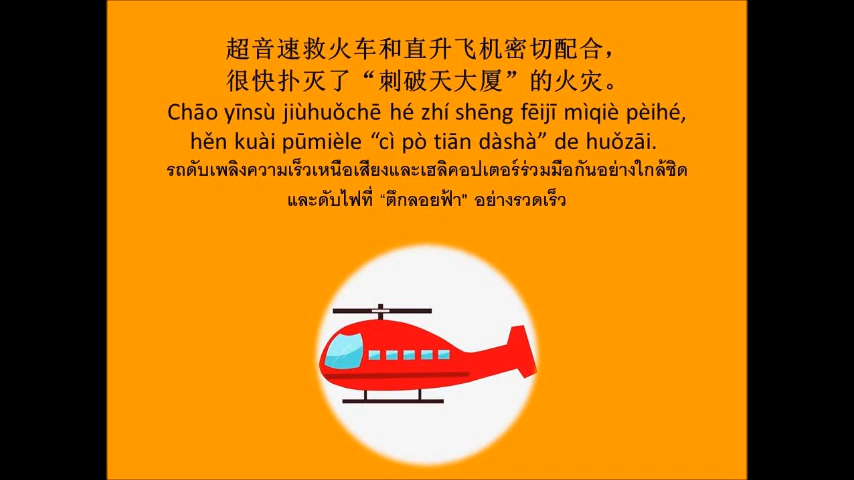 超音速救火车和直升飞机密切配合，
很快扑灭了“刺破天大厦”的火灾。
Chāo yīnsù jiùhuǒchē hé zhí shēng fēijī mìqiè pèihé,
hěn kuài pūmièle “cì pò tiān dàshà” de huǒzāi.
รถดับเพลิงความเร็วเหนือเสียงและเฮลิคอปเตอร์ร่วมมือกันอย่างใกล้ชิด
และดับไฟที่ “ตึกลอยฟ้า" อย่างรวดเร็ว